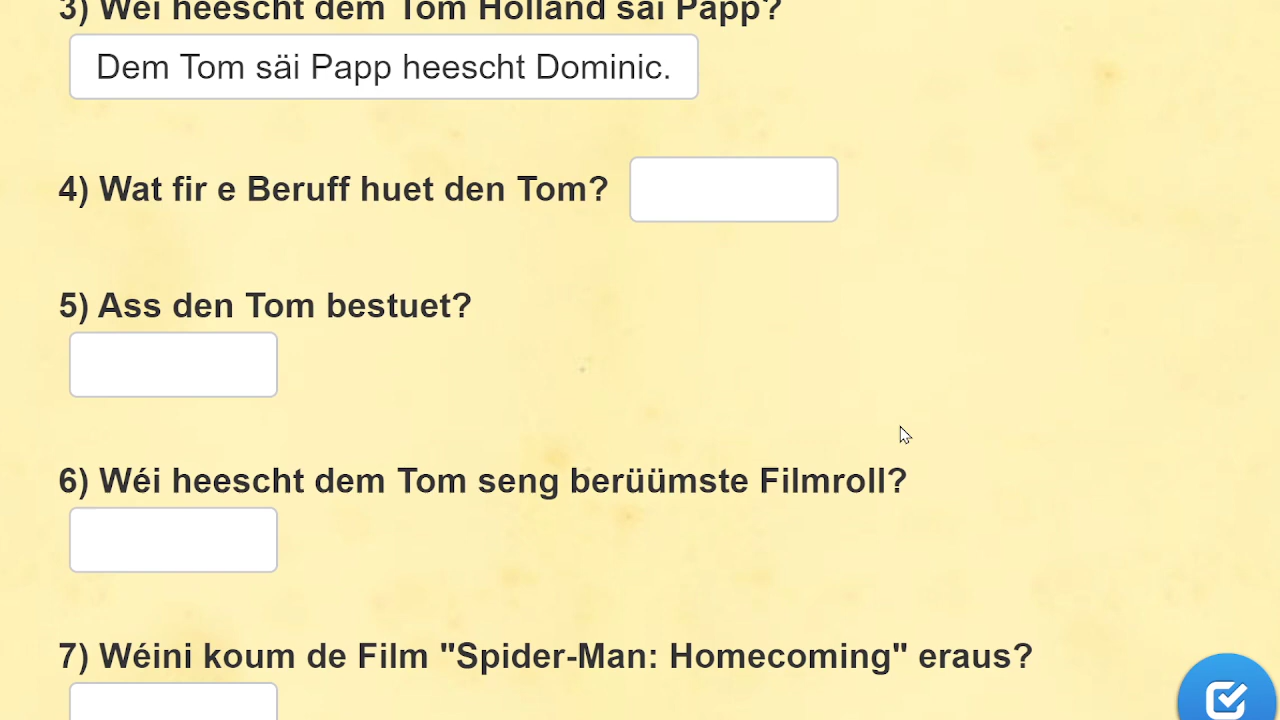 3) Wéi heescht dem Tom Holland säi Papp?
Dem Tom säi Papp heescht Dominic.
4) Wat fir e Beruff huet den Tom?
5) Ass den Tom bestuet?
6) Wéi heescht dem Tom seng berüümste Filmroll?
7) Wéini koum de Film "Spider-Man: Homecoming" eraus?